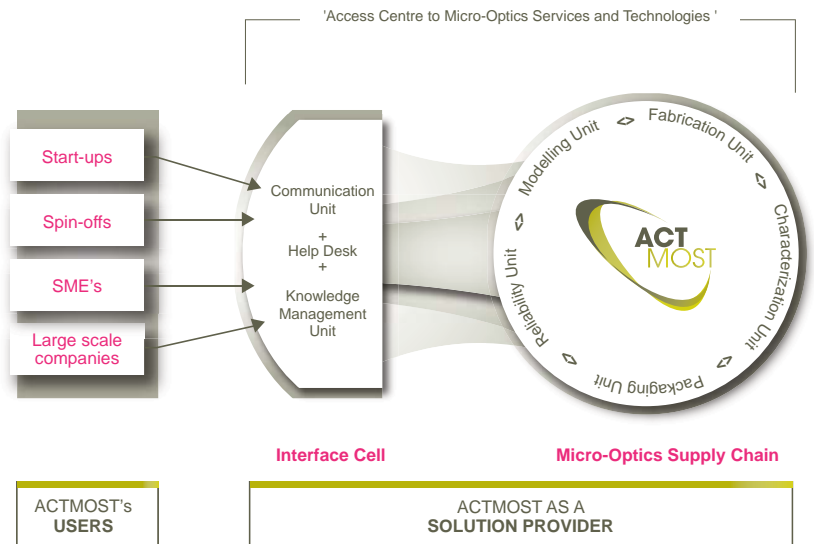 'Access Centre to Micro-Optics Services and Technologies '
Start-ups
Spin-offs
SME's
Large scale
companies
Communication
Unit
+
Help Desk
+
Knowledge
Management
Unit
Modelling Unit <> Fabrication Unit <> Characterization Unit <> Packaging Unit <> Reliability Unit <>
ACT
MOST
Interface Cell
Micro-Optics Supply Chain
ACTMOST's
USERS
ACTMOST AS A
SOLUTION PROVIDER